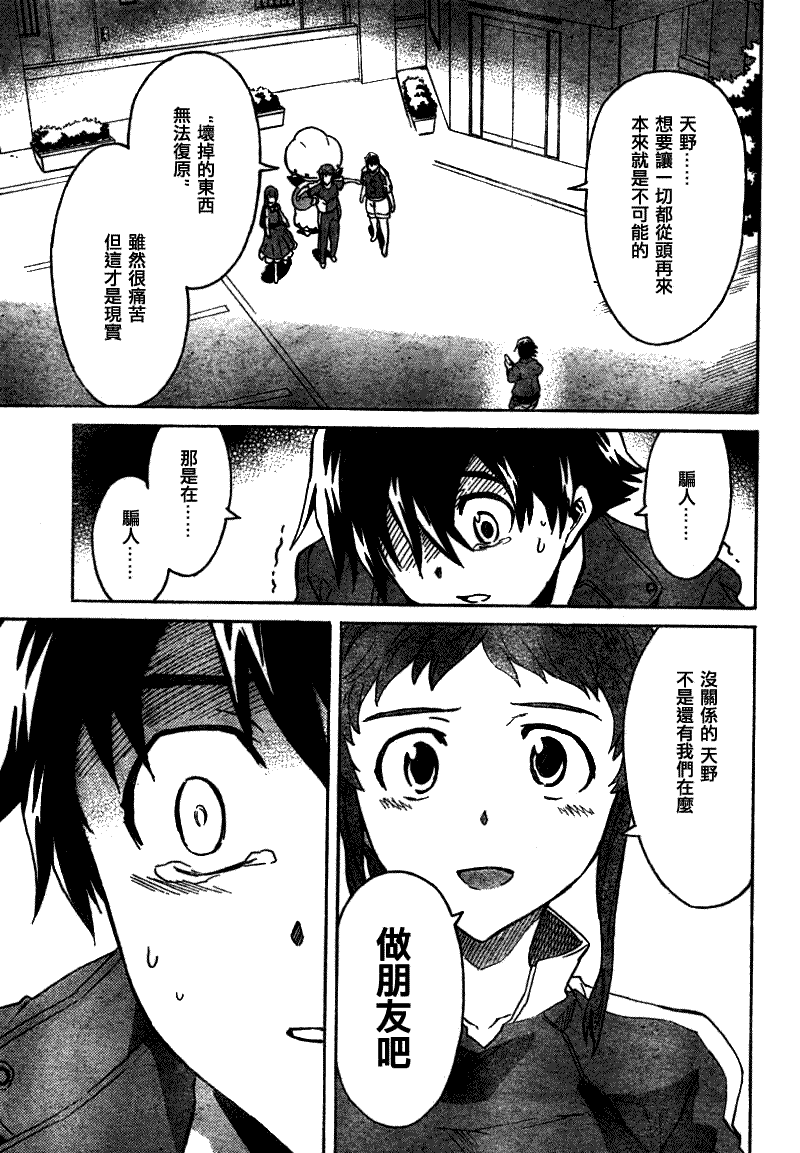 天野……
想要讓一切都從頭再來
本來就是不可能的
"壞掉的東西
無法復原"
雖然很痛苦
但這才是現實
騙人……
那是在……
騙人……
沒關係的 天野
不是還有我們在麼
做朋友吧